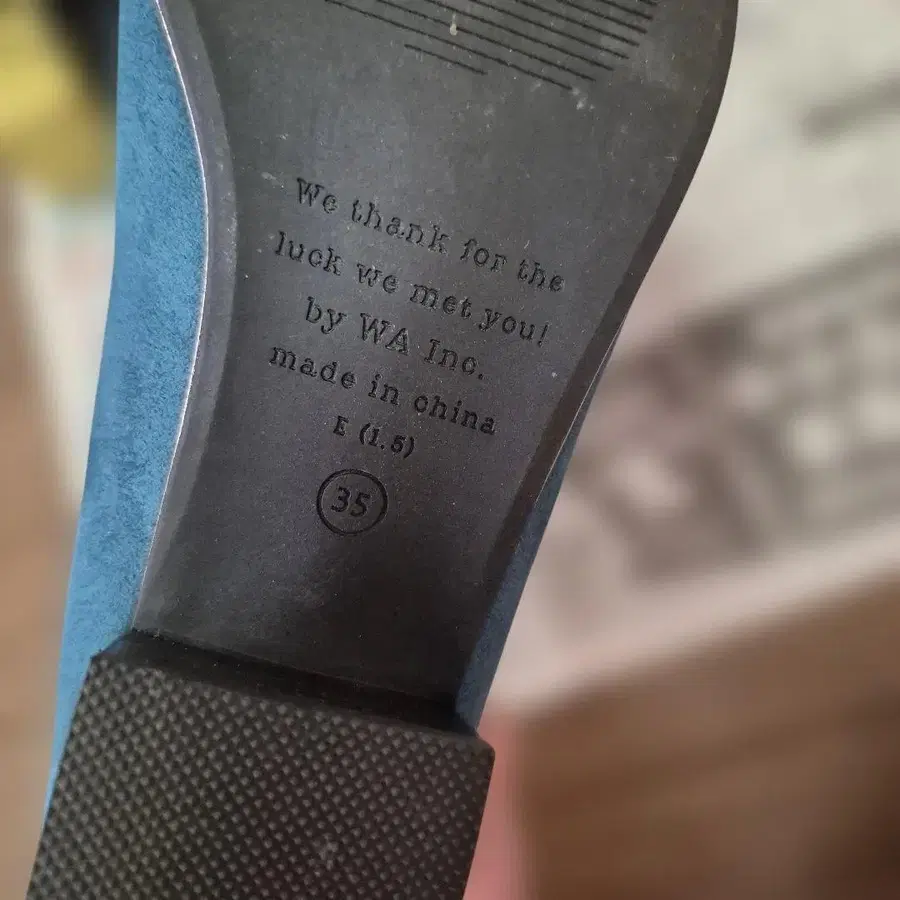 We thank for the
luck we met you!
by WA Inc.
made in china
E (1.5)
35